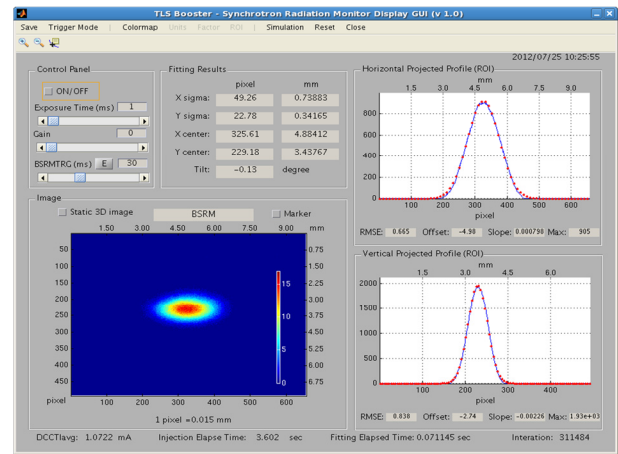 TLS Booster - Synchrotron Radiation Monitor Display GUI (v 1.0)
Save Trigger Mode Colormap Units Factor ROI Simulation Reset Close
2012/07/25 10:25:55
Control Panel
ON/OFF
Exposure Time (ms) 1
Gain 0
BSRMTRG (ms) E 30
Fitting Results
pixel mm
X sigma: 49.26 0.73883
Y sigma: 22.78 0.34165
X center: 325.61 4.88412
Y center: 229.18 3.43767
Tilt: -0.13 degree
Horizontal Projected Profile (ROI)
mm
1.5 3.0 4.5 6.0 7.5 9.0
800
600
400
200
0
100 200 300 400 500 600
pixel
RMSE: 0.665 Offset: -4.98 Slope: 0.000798 Max: 905
Image
Static 3D image BSRM Marker
1.50 3.00 4.50 6.00 7.50 9.00 mm
50 0.75
100 1.50
150 2.25
200 3.00
250 3.75
300 4.50
350 5.25
400 6.00
450 6.75
15
10
5
0
pixel 100 200 300 400 500 600
1 pixel =0.015 mm
Vertical Projected Profile (ROI)
mm
1.5 3.0 4.5 6.0
2000
1500
1000
500
0
0 100 200 300 400
pixel
RMSE: 0.838 Offset: -2.74 Slope: -0.00226 Max: 1.93e+03
DCCTIavg: 1.0722 mA Injection Elapse Time: 3.602 sec Fitting Elapsed Time: 0.071145 sec Interation: 311484